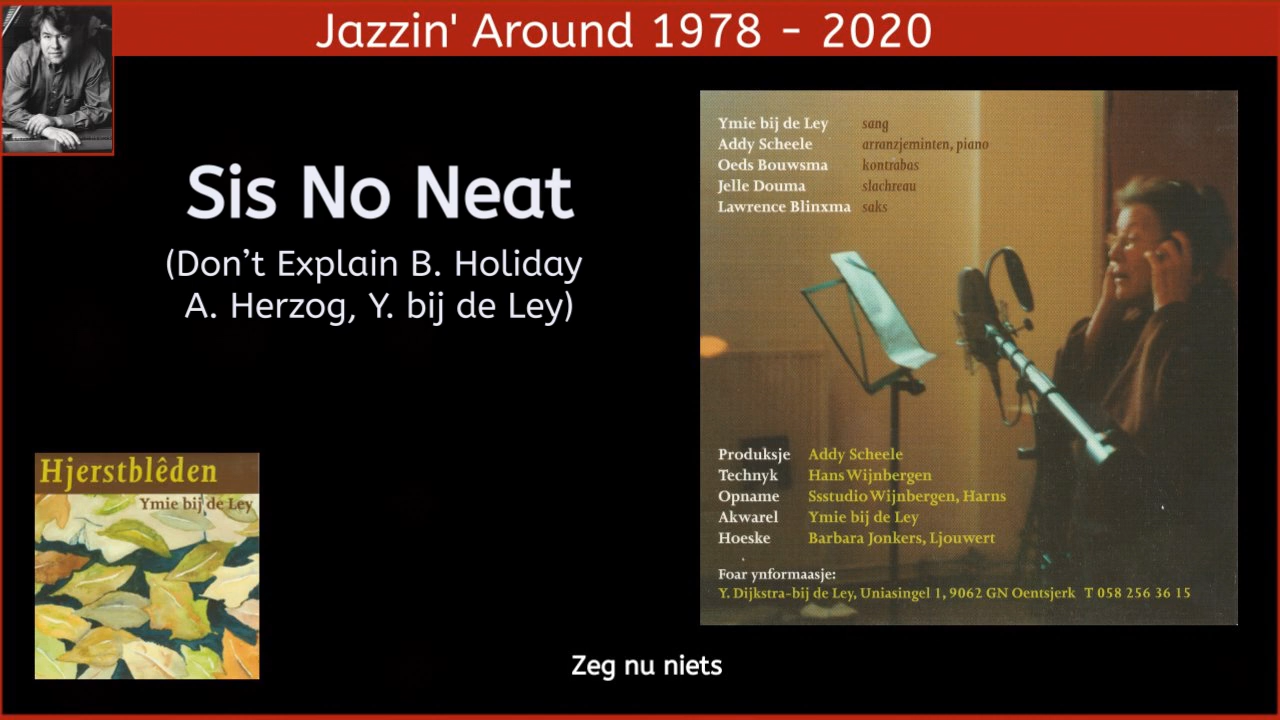 Jazzin' Around 1978 - 2020
Sis No Neat
(Don’t Explain B. Holiday
A. Herzog, Y. bij de Ley)
Ymie bij de Ley sang
Addy Scheele arranzjeminten, piano
Oeds Bouwsma kontrabas
Jelle Douma slachreau
Lawrence Blinxma saks
Produksje Addy Scheele
Technyk Hans Wijnbergen
Opname Ssstudio Wijnbergen, Harns
Akwarel Ymie bij de Ley
Hoeske Barbara Jonkers, Ljouwert
Foar ynformaasje:
Y. Dijkstra-bij de Ley, Uniasingel 1, 9062 GN Oentsjerk T 058 256 36 15
Hjerstblêden
Ymie bij de Ley
Zeg nu niets